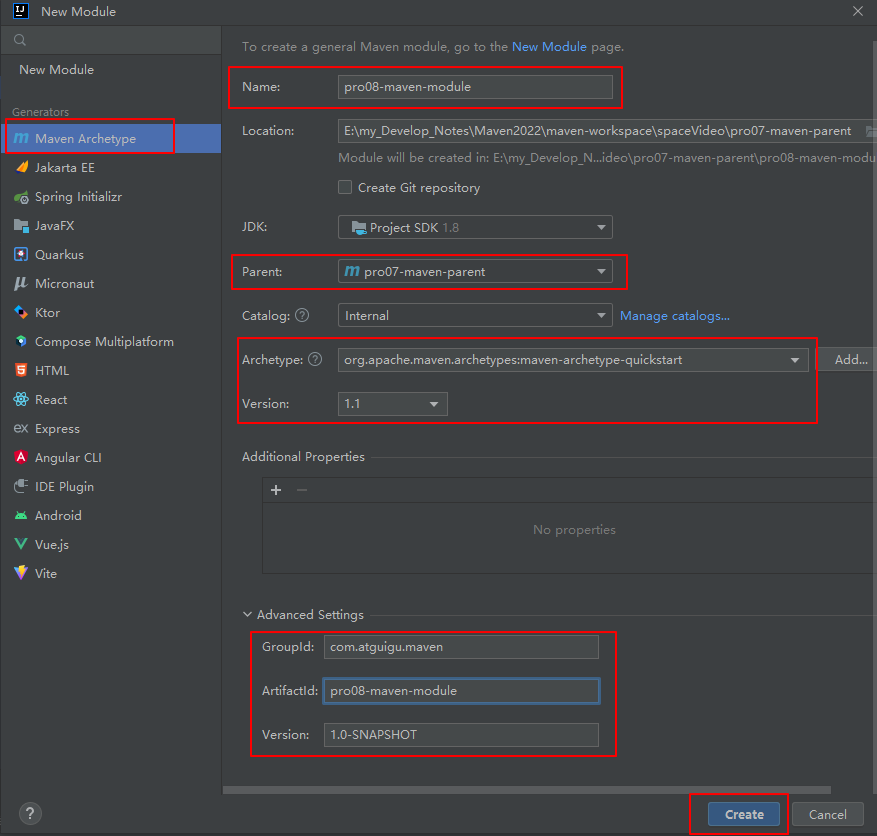 New Module
To create a general Maven module, go to the New Module page.
New Module
Name: pro08-maven-module
Generators
Location: E:\my_Develop_Notes\Maven2022\maven-workspace\spaceVideo\pro07-maven-parent
Maven Archetype
Module will be created in: E:\my_Develop_N...ideo\pro07-maven-parent\pro08-maven-modu
Jakarta EE
Create Git repository
Spring Initializr
JavaFX
JDK: Project SDK 1.8
Quarkus
Parent: pro07-maven-parent
Micronaut
Ktor
Catalog: ? Internal Manage catalogs...
Compose Multiplatform
Archetype: ? org.apache.maven.archetypes:maven-archetype-quickstart Add...
HTML
React
Version: 1.1
Express
Angular CLI
Additional Properties
IDE Plugin
Android
No properties
Vue.js
Vite
Advanced Settings
GroupId: com.atguigu.maven
ArtifactId: pro08-maven-module
Version: 1.0-SNAPSHOT
? Create Cancel